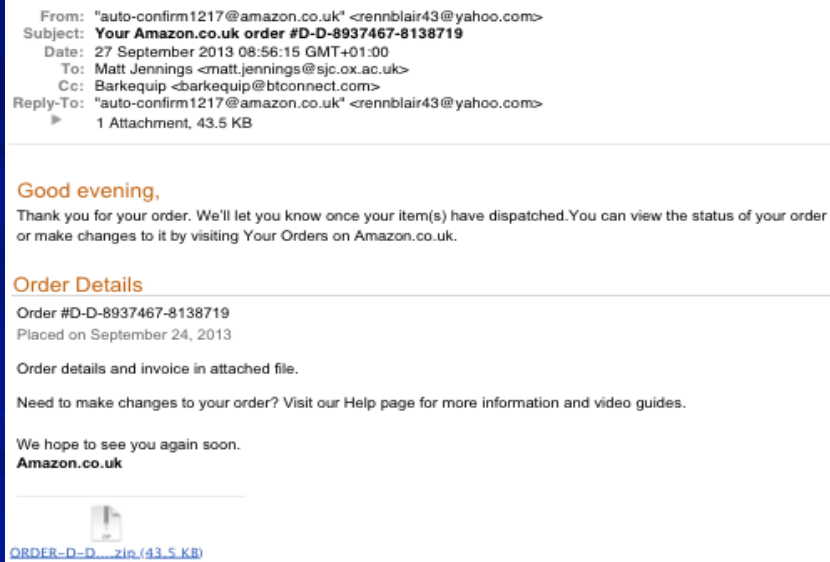 From: "auto-confirm1217@amazon.co.uk" <rennblair43@yahoo.com>
Subject: Your Amazon.co.uk order #D-D-8937467-8138719
Date: 27 September 2013 08:56:15 GMT+01:00
To: Matt Jennings <matt.jennings@sjc.ox.ac.uk>
Cc: Barkequip <barkequip@btconnect.com>
Reply-To: "auto-confirm1217@amazon.co.uk" <rennblair43@yahoo.com>
1 Attachment, 43.5 KB
Good evening,
Thank you for your order. We'll let you know once your item(s) have dispatched.You can view the status of your order
or make changes to it by visiting Your Orders on Amazon.co.uk.
Order Details
Order #D-D-8937467-8138719
Placed on September 24, 2013
Order details and invoice in attached file.
Need to make changes to your order? Visit our Help page for more information and video guides.
We hope to see you again soon.
Amazon.co.uk
ZIP
ORDER-D-D....zip (43.5 KB)